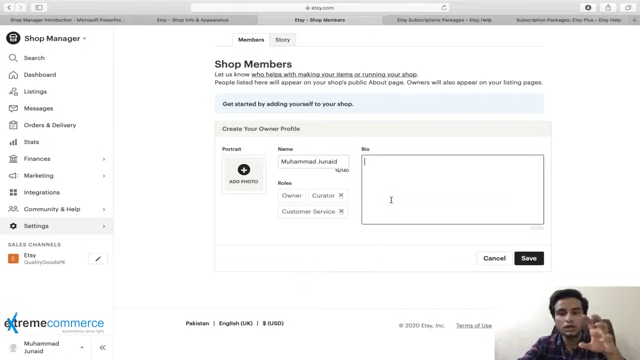 Shop Manager Introduction - Microsoft PowerPoi...
Etsy - Shop Info & Appearance
Etsy - Shop Members
Etsy Subscriptions Packages – Etsy Help
Subscription Packages: Etsy Plus – Etsy Help
etsy.com
Shop Manager
Search
Dashboard
Listings
Messages
Orders & Delivery
Stats
Finances
Marketing
Integrations
Community & Help
Settings
SALES CHANNELS
E
Etsy
QualityGoodsPK
extremecommerce
ecommerce done right
Muhammad
Junaid
Members
Story
Shop Members
Let us know who helps with making your items or running your shop.
People listed here will appear on your shop's public About page. Owners will also appear on your listing pages.
Get started by adding yourself to your shop.
Create Your Owner Profile
Portrait
Name
Bio
ADD PHOTO
Muhammad Junaid
15/140
Roles
Owner
Curator
Customer Service
Cancel
Save
Pakistan | English (UK) | $ (USD)
© 2020 Etsy, Inc.
Terms of Use